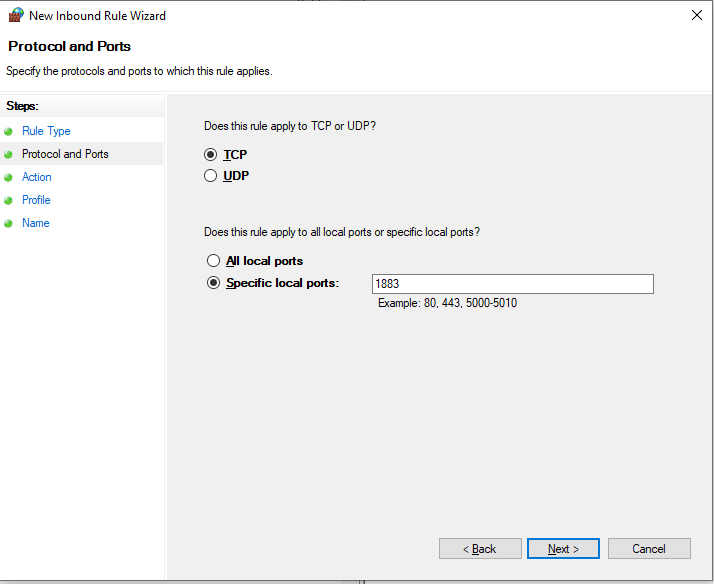 New Inbound Rule Wizard
Protocol and Ports
Specify the protocols and ports to which this rule applies.
Steps:
Rule Type
Protocol and Ports
Action
Profile
Name
Does this rule apply to TCP or UDP?
TCP
UDP
Does this rule apply to all local ports or specific local ports?
All local ports
Specific local ports: 1883
Example: 80, 443, 5000-5010
< Back Next > Cancel